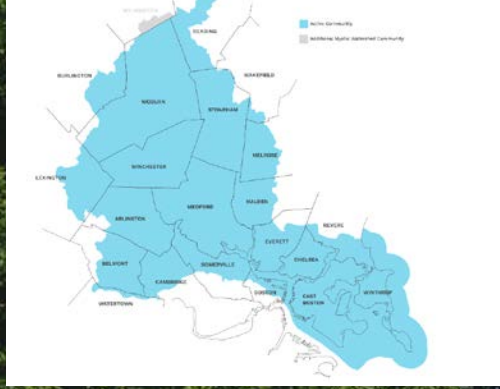 READING
Active Community
Additional Mystic Watershed Community
BURLINGTON
WAKEFIELD
WOBURN
STONEHAM
MELROSE
WINCHESTER
LEXINGTON
MEDFORD
MALDEN
ARLINGTON
REVERE
EVERETT
BELMONT
SOMERVILLE
CHELSEA
CAMBRIDGE
BOSTON
EAST
BOSTON
WINTHROP
WATERTOWN